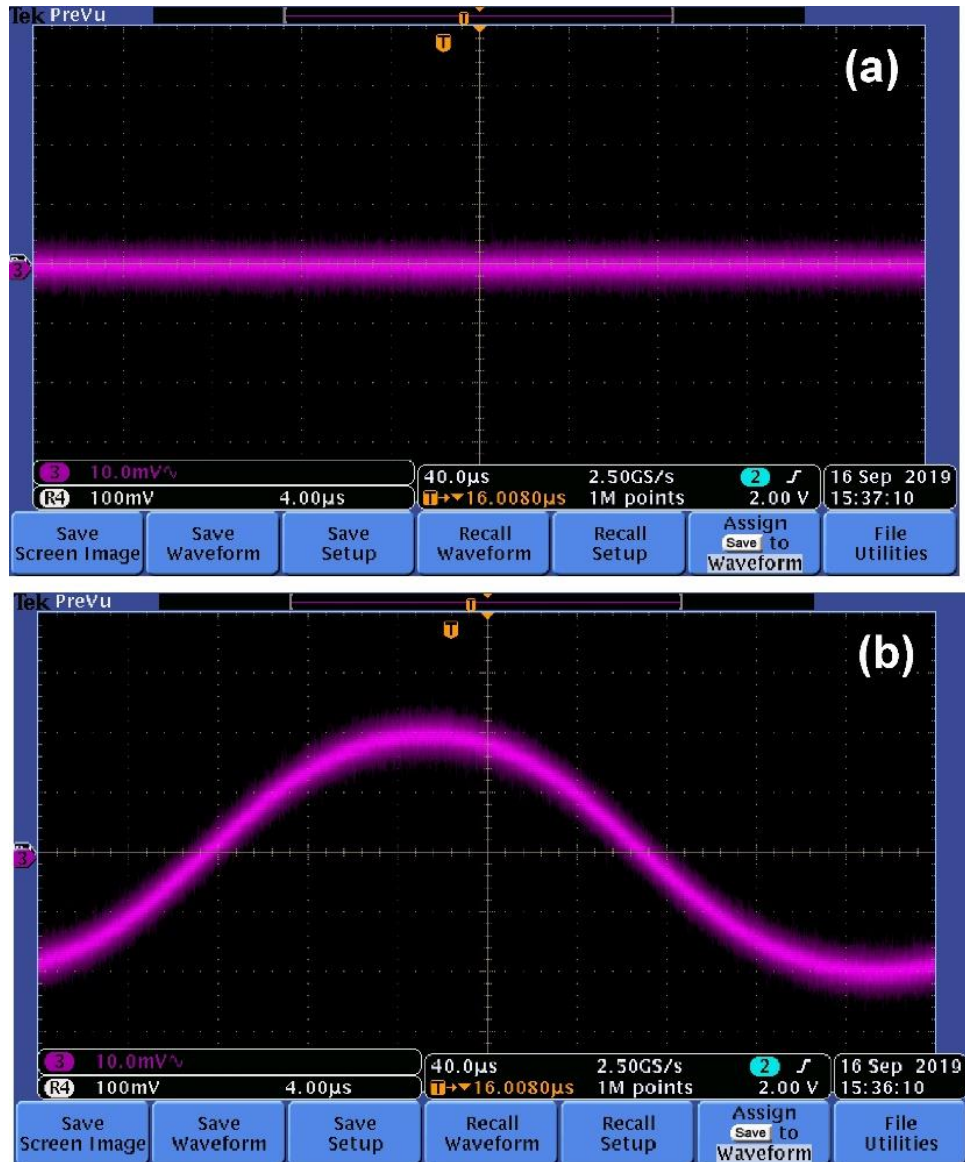 Tek PreVu
T
T
(a)
3
3 10.0mV∿ 40.0µs 2.50GS/s 2 ∫ 16 Sep 2019
R4 100mV 4.00µs T→▼16.0080µs 1M points 2.00 V 15:37:10
Save Save Save Recall Recall Assign File
Screen Image Waveform Setup Waveform Setup Save to Utilities
Waveform
Tek PreVu
T
T
(b)
3
3 10.0mV∿ 40.0µs 2.50GS/s 2 ∫ 16 Sep 2019
R4 100mV 4.00µs T→▼16.0080µs 1M points 2.00 V 15:36:10
Save Save Save Recall Recall Assign File
Screen Image Waveform Setup Waveform Setup Save to Utilities
Waveform